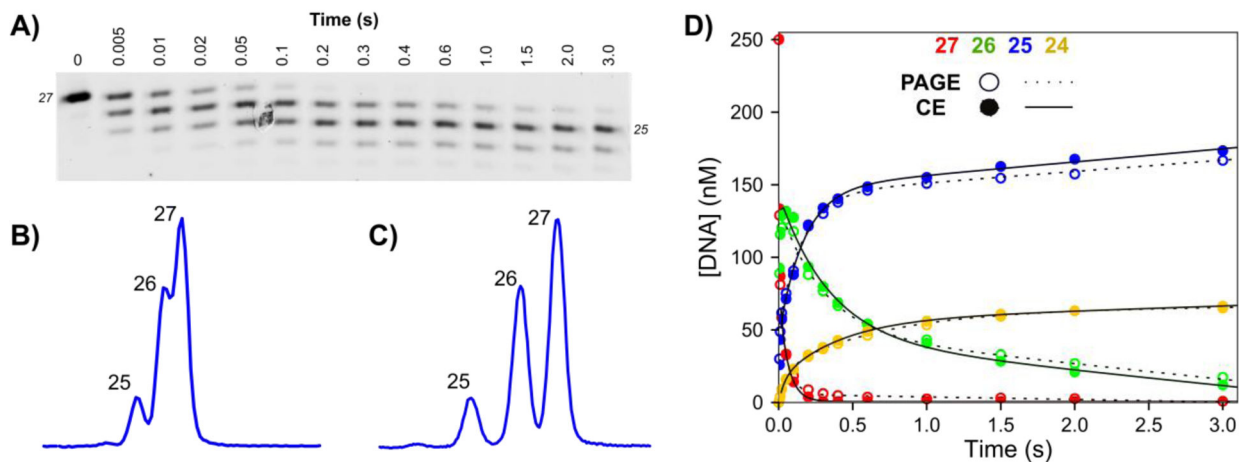 A)
Time (s)
0 0.005 0.01 0.02 0.05 0.1 0.2 0.3 0.4 0.6 1.0 1.5 2.0 3.0
27
25
B)
27
26
25
C)
27
26
25
D)
27 26 25 24
PAGE
CE
[DNA] (nM)
250
200
150
100
50
0
0.0 0.5 1.0 1.5 2.0 2.5 3.0
Time (s)